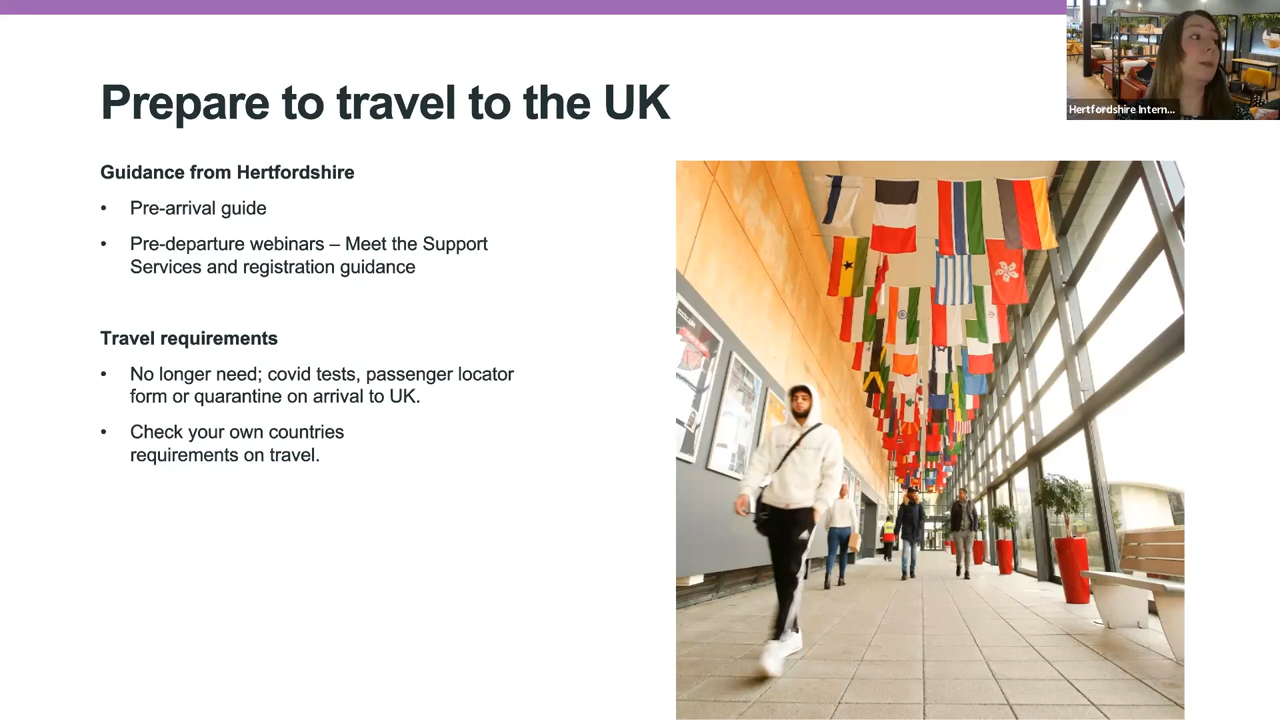 Prepare to travel to the UK
Hertfordshire Intern...
Guidance from Hertfordshire
• Pre-arrival guide
• Pre-departure webinars – Meet the Support
Services and registration guidance
Travel requirements
• No longer need; covid tests, passenger locator
form or quarantine on arrival to UK.
• Check your own countries
requirements on travel.